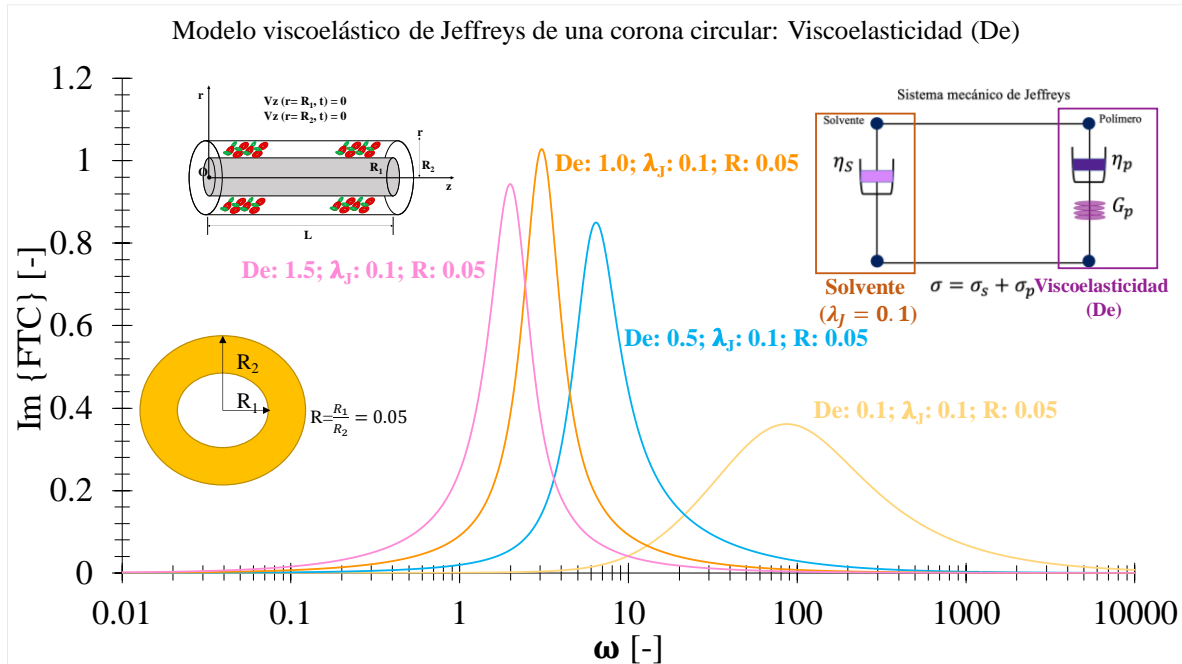 Modelo viscoelástico de Jeffreys de una corona circular: Viscoelasticidad (De)
Im {FTC} [-]
1.2
1
0.8
0.6
0.4
0.2
0
0.01
0.1
1
10
100
1000
10000
ω [-]
r
Vz (r= R₁, t) = 0
Vz (r= R₂, t) = 0
r
O
R₁
R₂
z
L
De: 1.0; λJ: 0.1; R: 0.05
De: 1.5; λJ: 0.1; R: 0.05
De: 0.5; λJ: 0.1; R: 0.05
De: 0.1; λJ: 0.1; R: 0.05
R₂
R₁
R=R₁/R₂ = 0.05
Sistema mecánico de Jeffreys
Solvente
Polímero
ηS
ηp
Gp
Solvente
(λJ = 0.1)
σ = σs + σp
Viscoelasticidad
(De)